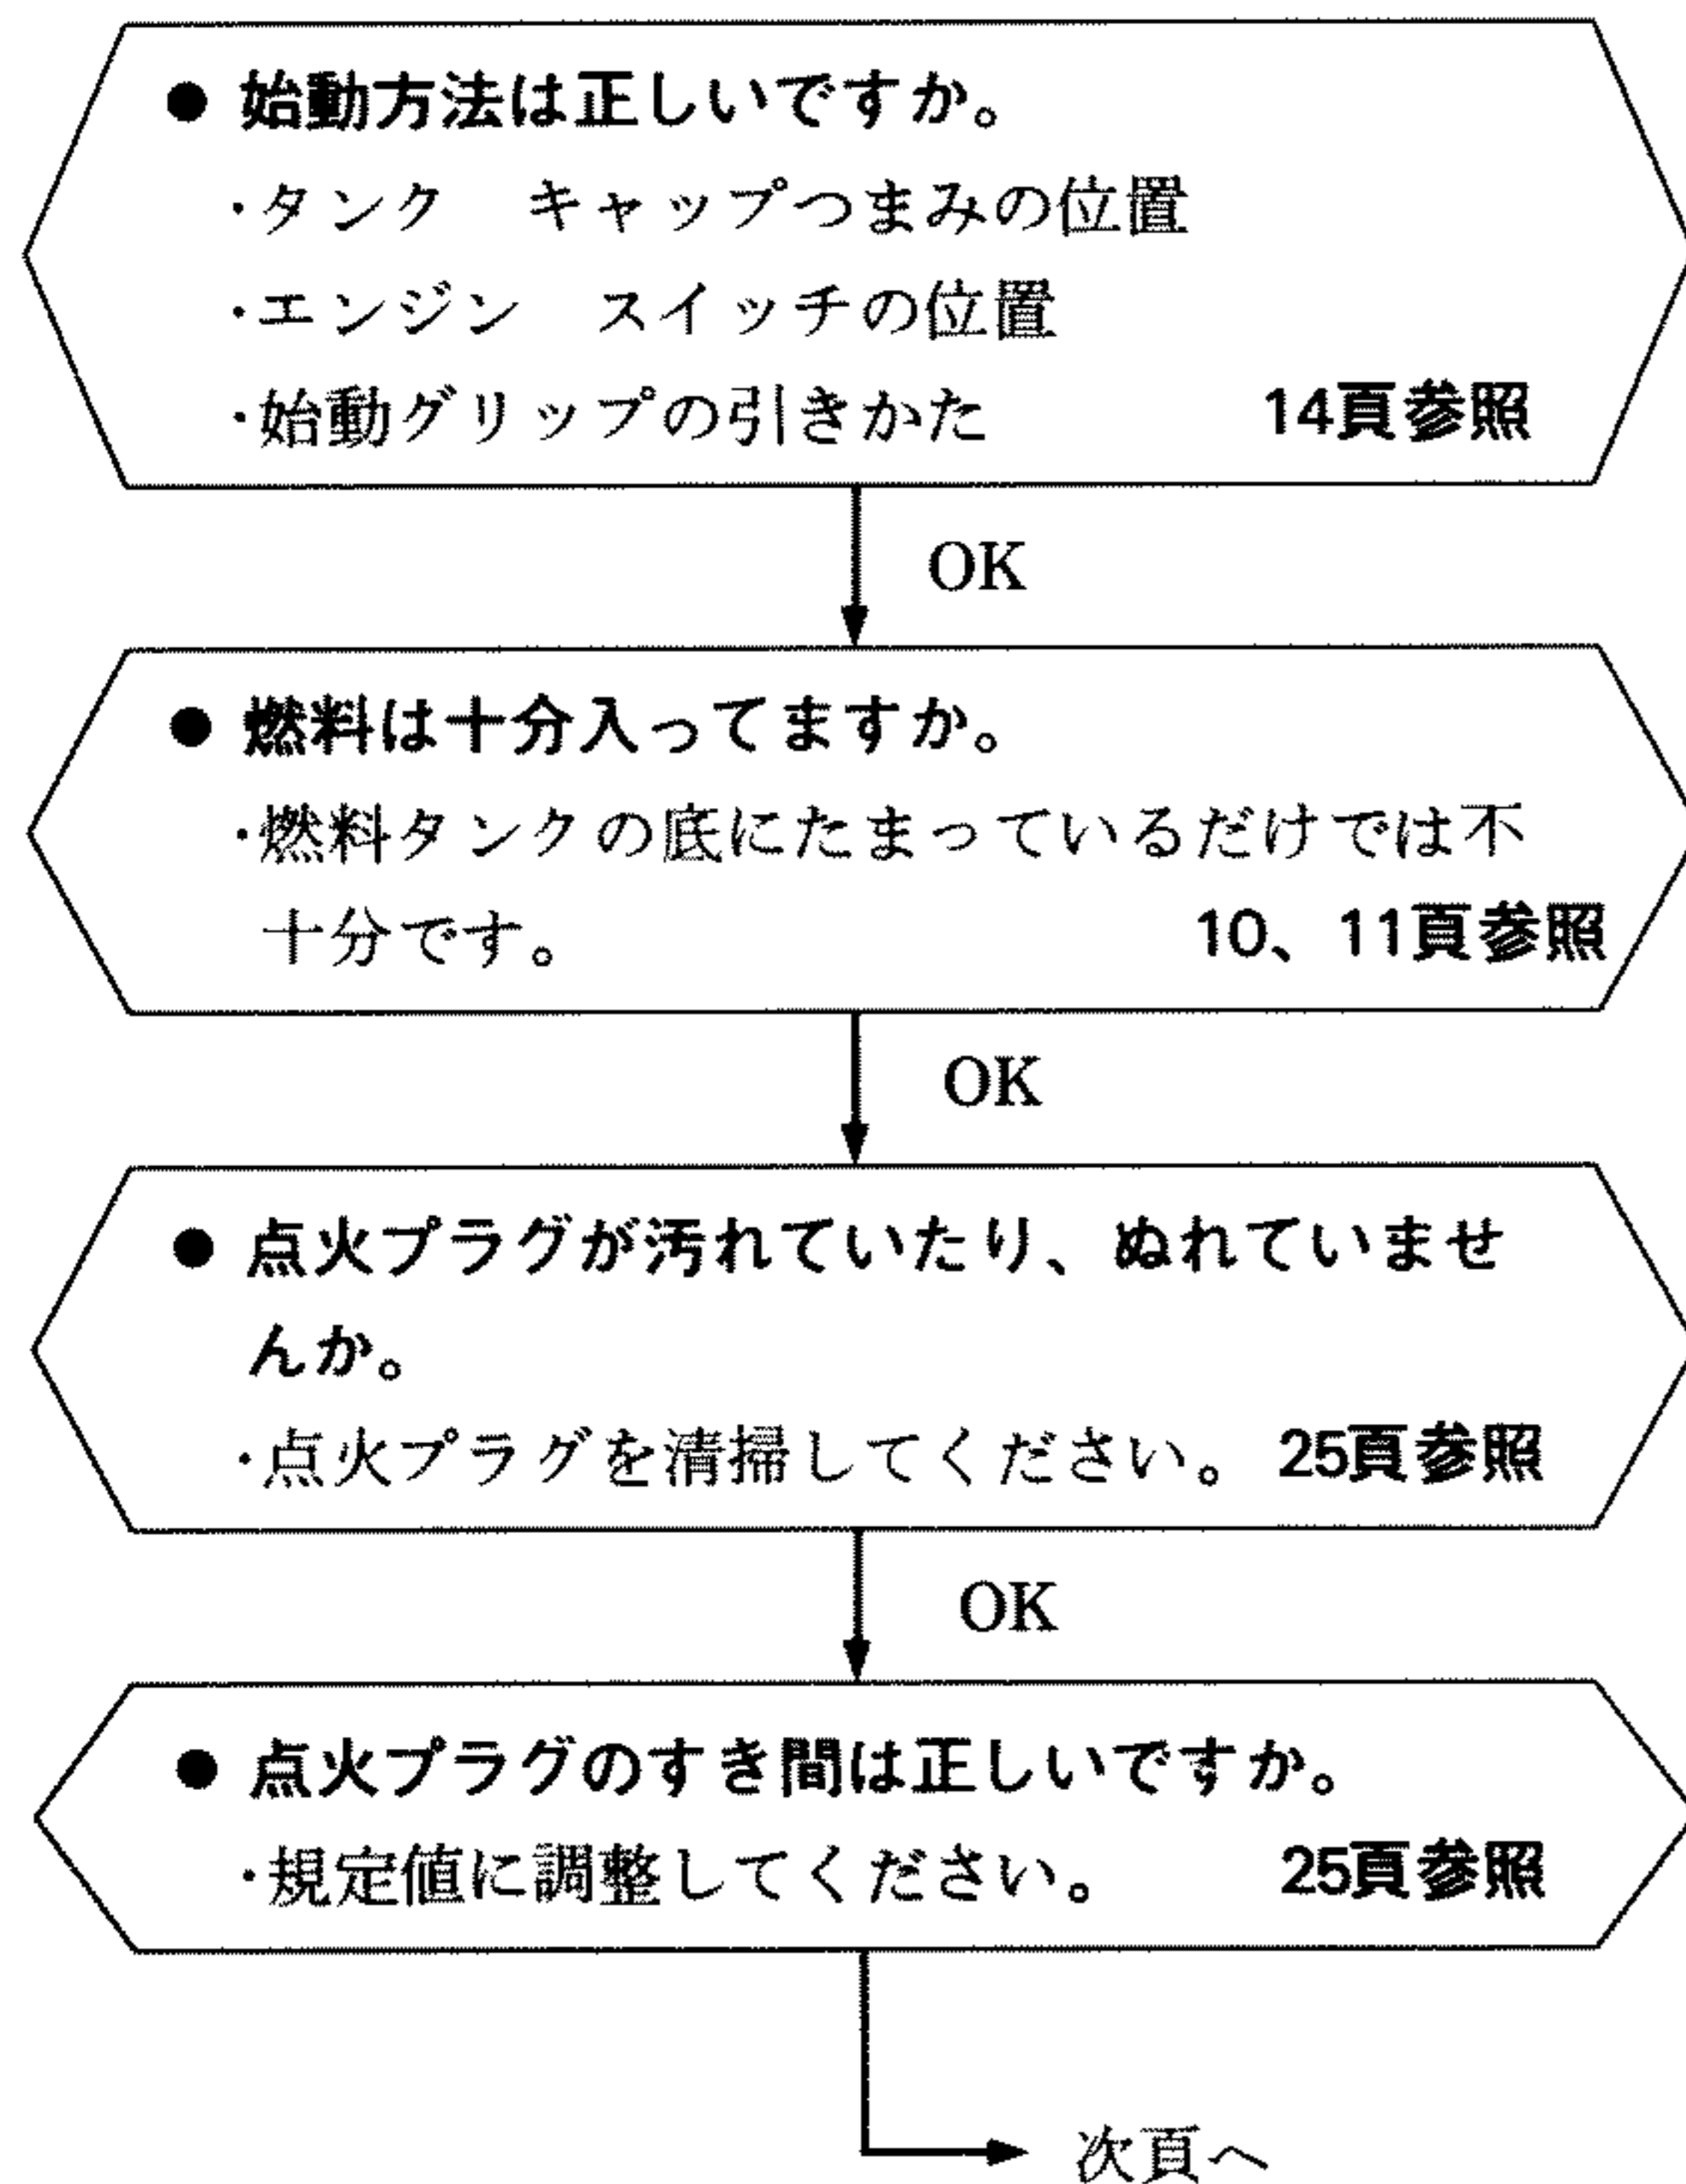 ● 始動方法は正しいですか。
・タンク　キャップつまみの位置
・エンジン　スイッチの位置
・始動グリップの引きかた　14頁参照
OK
● 燃料は十分入ってますか。
・燃料タンクの底にたまっているだけでは不
十分です。　10、11頁参照
OK
● 点火プラグが汚れていたり、ぬれていませ
んか。
・点火プラグを清掃してください。 25頁参照
OK
● 点火プラグのすき間は正しいですか。
・規定値に調整してください。　25頁参照
次頁へ